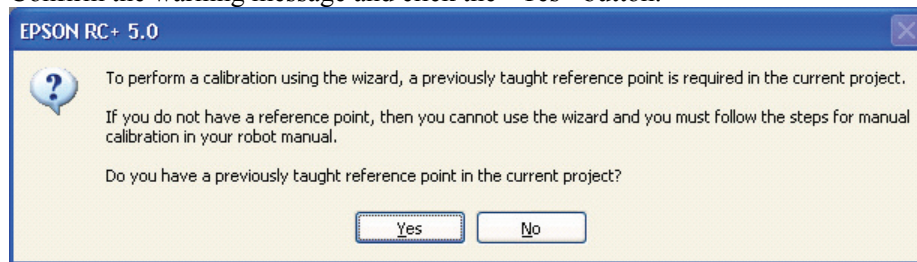 EPSON RC+ 5.0
To perform a calibration using the wizard, a previously taught reference point is required in the current project.
If you do not have a reference point, then you cannot use the wizard and you must follow the steps for manual
calibration in your robot manual.
Do you have a previously taught reference point in the current project?
Yes No